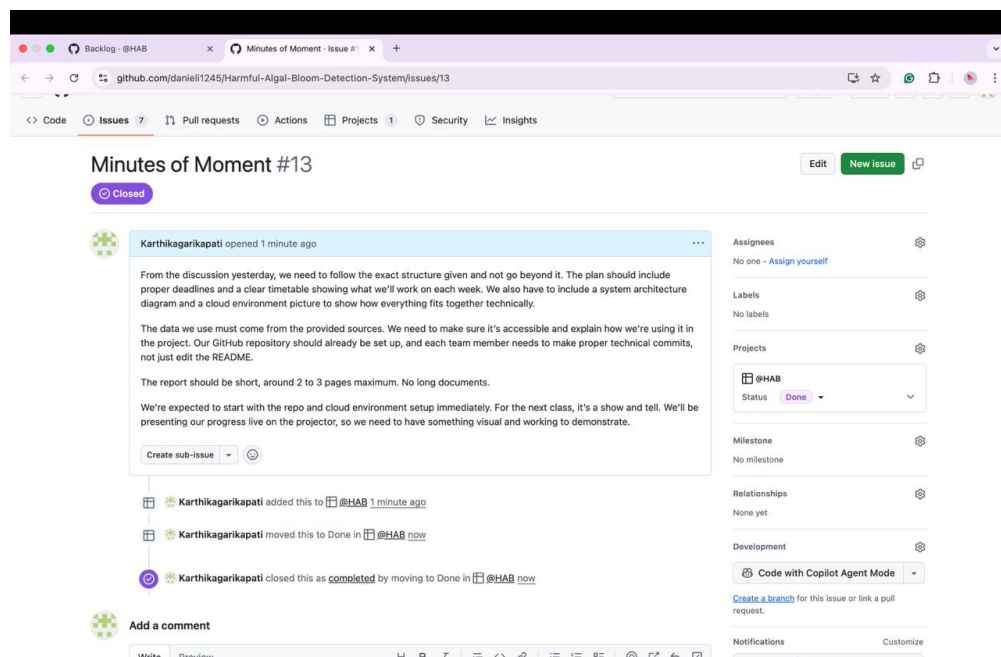 Backlog · @HAB
Minutes of Moment · Issue #1
github.com/danieli1245/Harmful-Algal-Bloom-Detection-System/issues/13
Code
Issues 7
Pull requests
Actions
Projects 1
Security
Insights
Minutes of Moment #13
Edit
New issue
Closed
Karthikagarikapati opened 1 minute ago
From the discussion yesterday, we need to follow the exact structure given and not go beyond it. The plan should include
proper deadlines and a clear timetable showing what we'll work on each week. We also have to include a system architecture
diagram and a cloud environment picture to show how everything fits together technically.
The data we use must come from the provided sources. We need to make sure it's accessible and explain how we're using it in
the project. Our GitHub repository should already be set up, and each team member needs to make proper technical commits,
not just edit the README.
The report should be short, around 2 to 3 pages maximum. No long documents.
We're expected to start with the repo and cloud environment setup immediately. For the next class, it's a show and tell. We'll be
presenting our progress live on the projector, so we need to have something visual and working to demonstrate.
Create sub-issue
Karthikagarikapati added this to @HAB 1 minute ago
Karthikagarikapati moved this to Done in @HAB now
Karthikagarikapati closed this as completed by moving to Done in @HAB now
Add a comment
Write Preview
Assignees
No one - Assign yourself
Labels
No labels
Projects
@HAB
Status Done
Milestone
No milestone
Relationships
None yet
Development
Code with Copilot Agent Mode
Create a branch for this issue or link a pull
request.
Notifications Customize